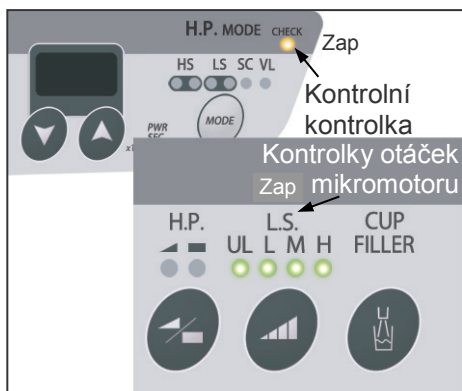 H.P. MODE CHECK Zap
HS LS SC VL
Kontrolní
kontrolka
MODE
PWR
SEC
x1
Kontrolky otáček
Zap mikromotoru
H.P. L.S. CUP
UL L M H FILLER